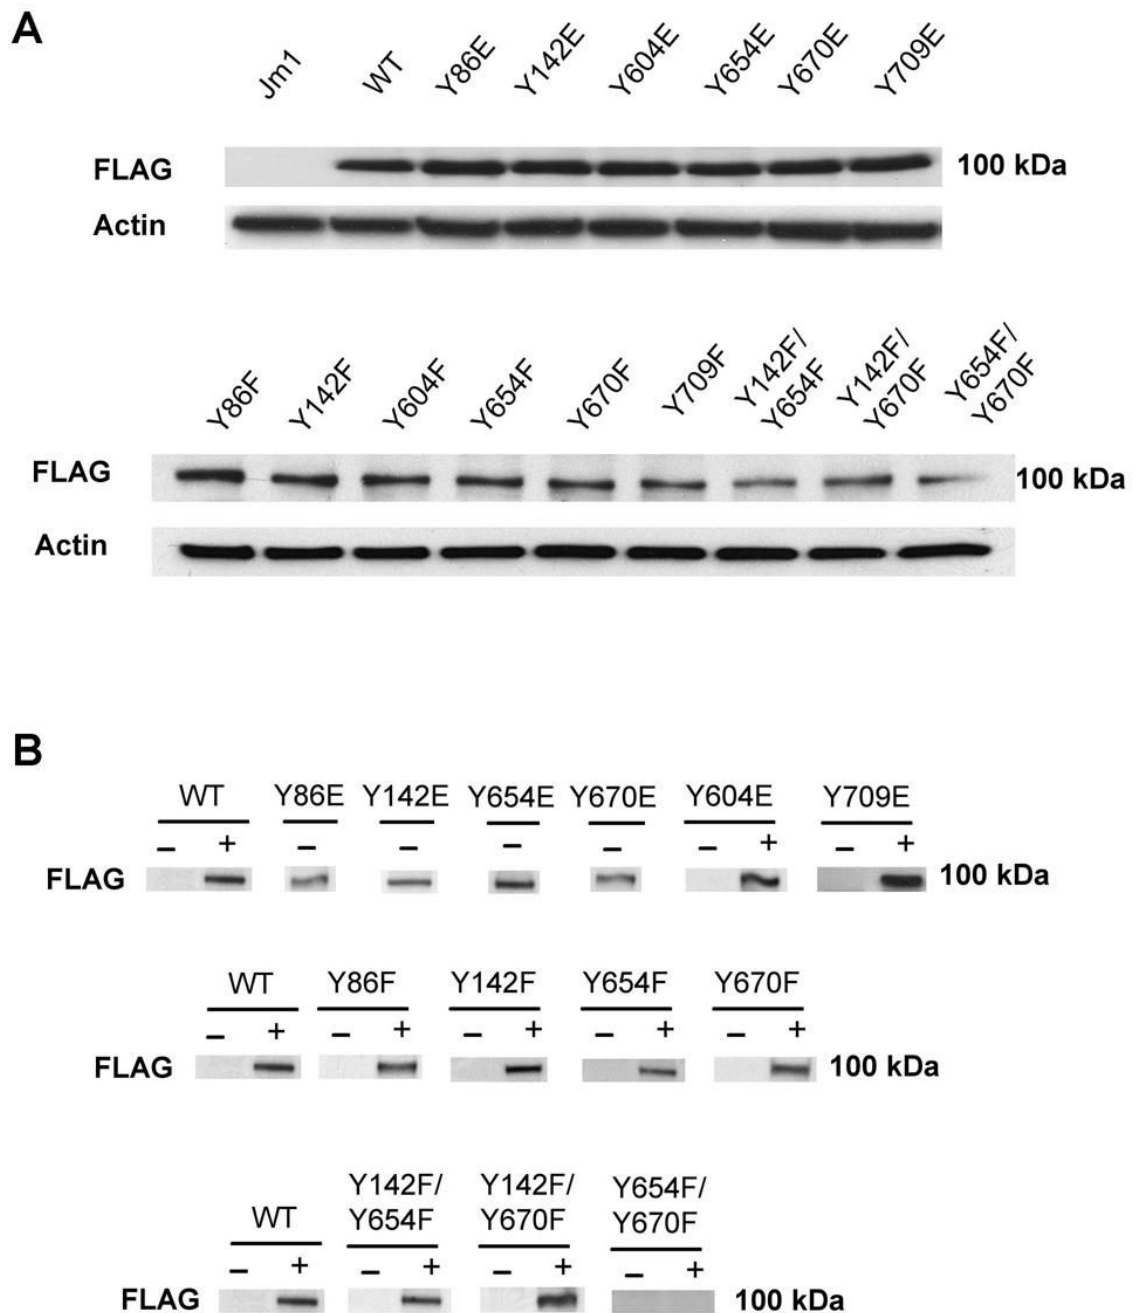 A
Jm1 WT Y86E Y142E Y604E Y654E Y670E Y709E
FLAG 100 kDa
Actin
Y86F Y142F Y604F Y654F Y670F Y709F Y142F/ Y654F Y142F/ Y670F Y654F/ Y670F
FLAG 100 kDa
Actin
B
WT Y86E Y142E Y654E Y670E Y604E Y709E
– + – – – – – + – +
FLAG 100 kDa
WT Y86F Y142F Y654F Y670F
– + – + – + – + – +
FLAG 100 kDa
Y142F/ Y142F/ Y654F/
WT Y654F Y670F Y670F
– + – + – + – +
FLAG 100 kDa